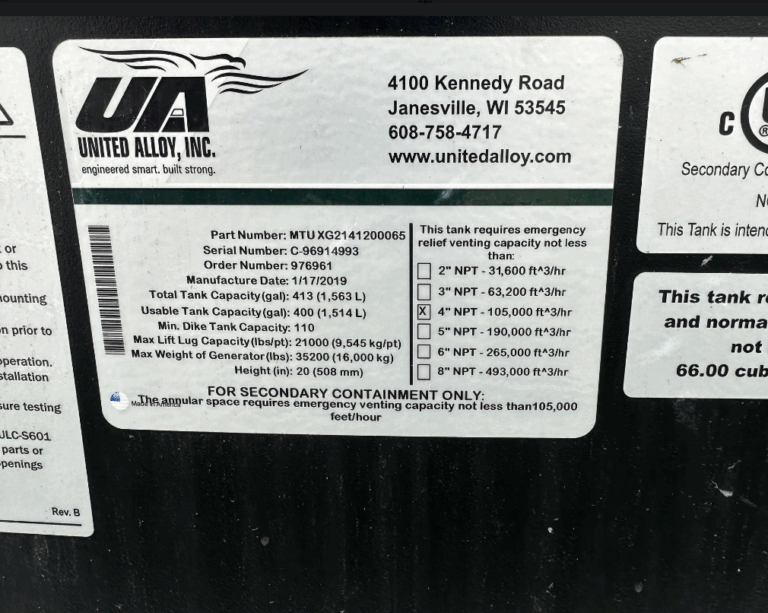 or
this
ounting
n prior to
peration.
stallation
sure testing
JLC-S601
parts or
penings
Rev. B
UA
UNITED ALLOY, INC.
engineered smart. built strong.
4100 Kennedy Road
Janesville, WI 53545
608-758-4717
www.unitedalloy.com
Part Number: MTU XG2141200065
Serial Number: C-96914993
Order Number: 976961
Manufacture Date: 1/17/2019
Total Tank Capacity(gal): 413 (1,563 L)
Usable Tank Capacity(gal): 400 (1,514 L)
Min. Dike Tank Capacity: 110
Max Lift Lug Capacity(lbs/pt): 21000 (9,545 kg/pt)
Max Weight of Generator(lbs): 35200 (16,000 kg)
Height(in): 20 (508 mm)
This tank requires emergency
relief venting capacity not less
than:
2" NPT - 31,600 ft^3/hr
3" NPT - 63,200 ft^3/hr
X 4" NPT - 105,000 ft^3/hr
5" NPT - 190,000 ft^3/hr
6" NPT - 265,000 ft^3/hr
8" NPT - 493,000 ft^3/hr
FOR SECONDARY CONTAINMENT ONLY:
Made in America
The annular space requires emergency venting capacity not less than105,000
feet/hour
C
®
Secondary Co
N
This Tank is intend
This tank r
and norma
not
66.00 cub